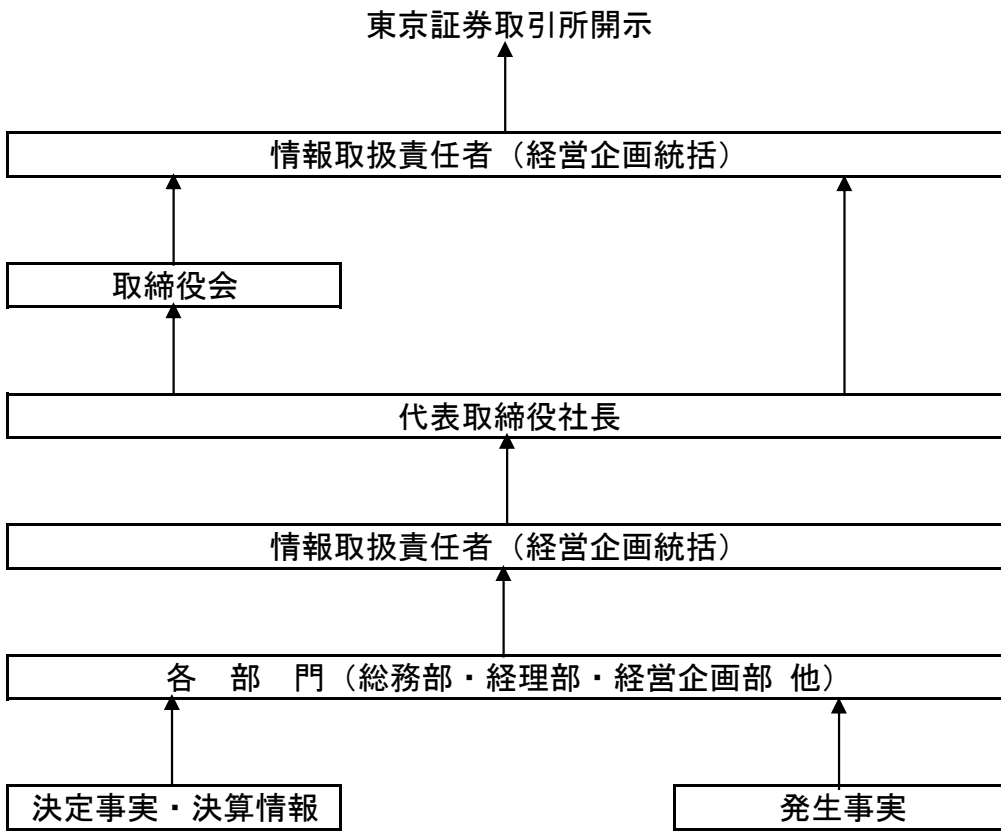 東京証券取引所開示
情報取扱責任者（経営企画統括）
取締役会
代表取締役社長
情報取扱責任者（経営企画統括）
各　部　門（総務部・経理部・経営企画部 他）
決定事実・決算情報
発生事実